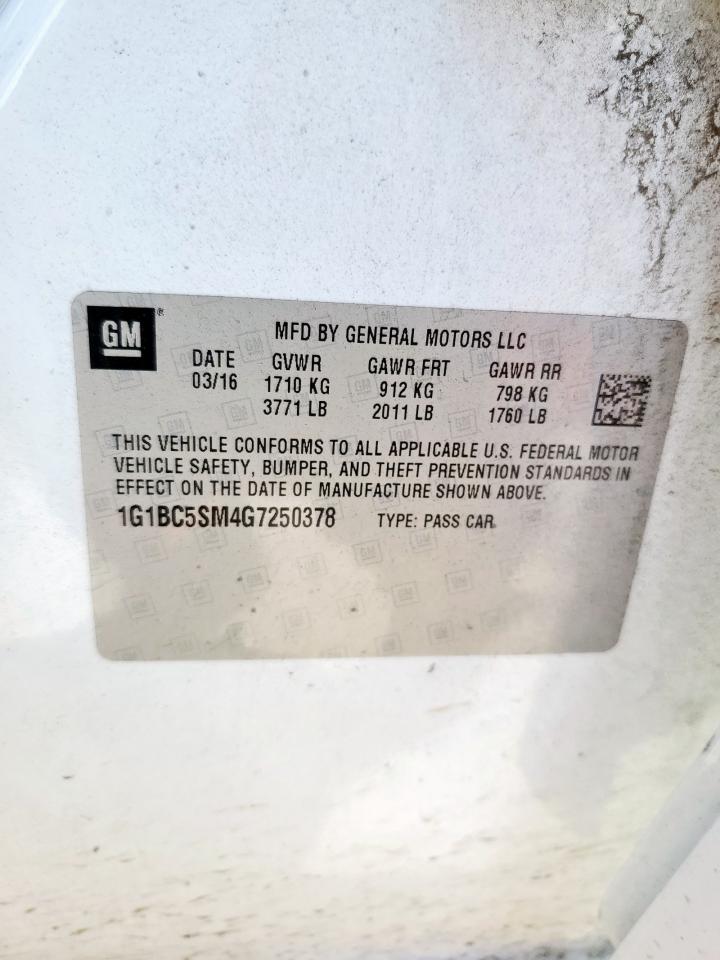 GM®
MFD BY GENERAL MOTORS LLC
DATE GVWR GAWR FRT GAWR RR
03/16 1710 KG 912 KG 798 KG
3771 LB 2011 LB 1760 LB
THIS VEHICLE CONFORMS TO ALL APPLICABLE U.S. FEDERAL MOTOR
VEHICLE SAFETY, BUMPER, AND THEFT PREVENTION STANDARDS IN
EFFECT ON THE DATE OF MANUFACTURE SHOWN ABOVE.
1G1BC5SM4G7250378 TYPE: PASS CAR